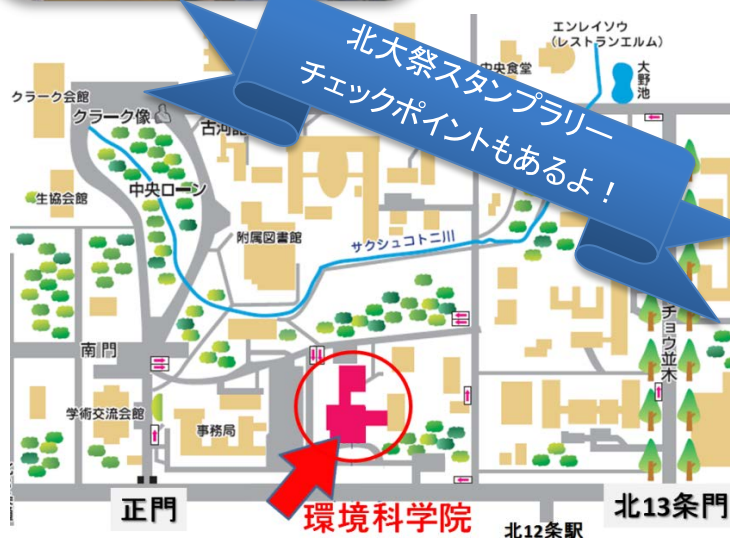 エンレイソウ
(レストランエルム)
北大祭スタンプラリー
チェックポイントもあるよ!
中央食堂
大野池
クラーク会館
クラーク像
中央ローン
生協会館
附属図書館
サクシュコトニ川
チョウ並木
南門
学術交流会館
事務局
正門
環境科学院
北12条駅
北13条門